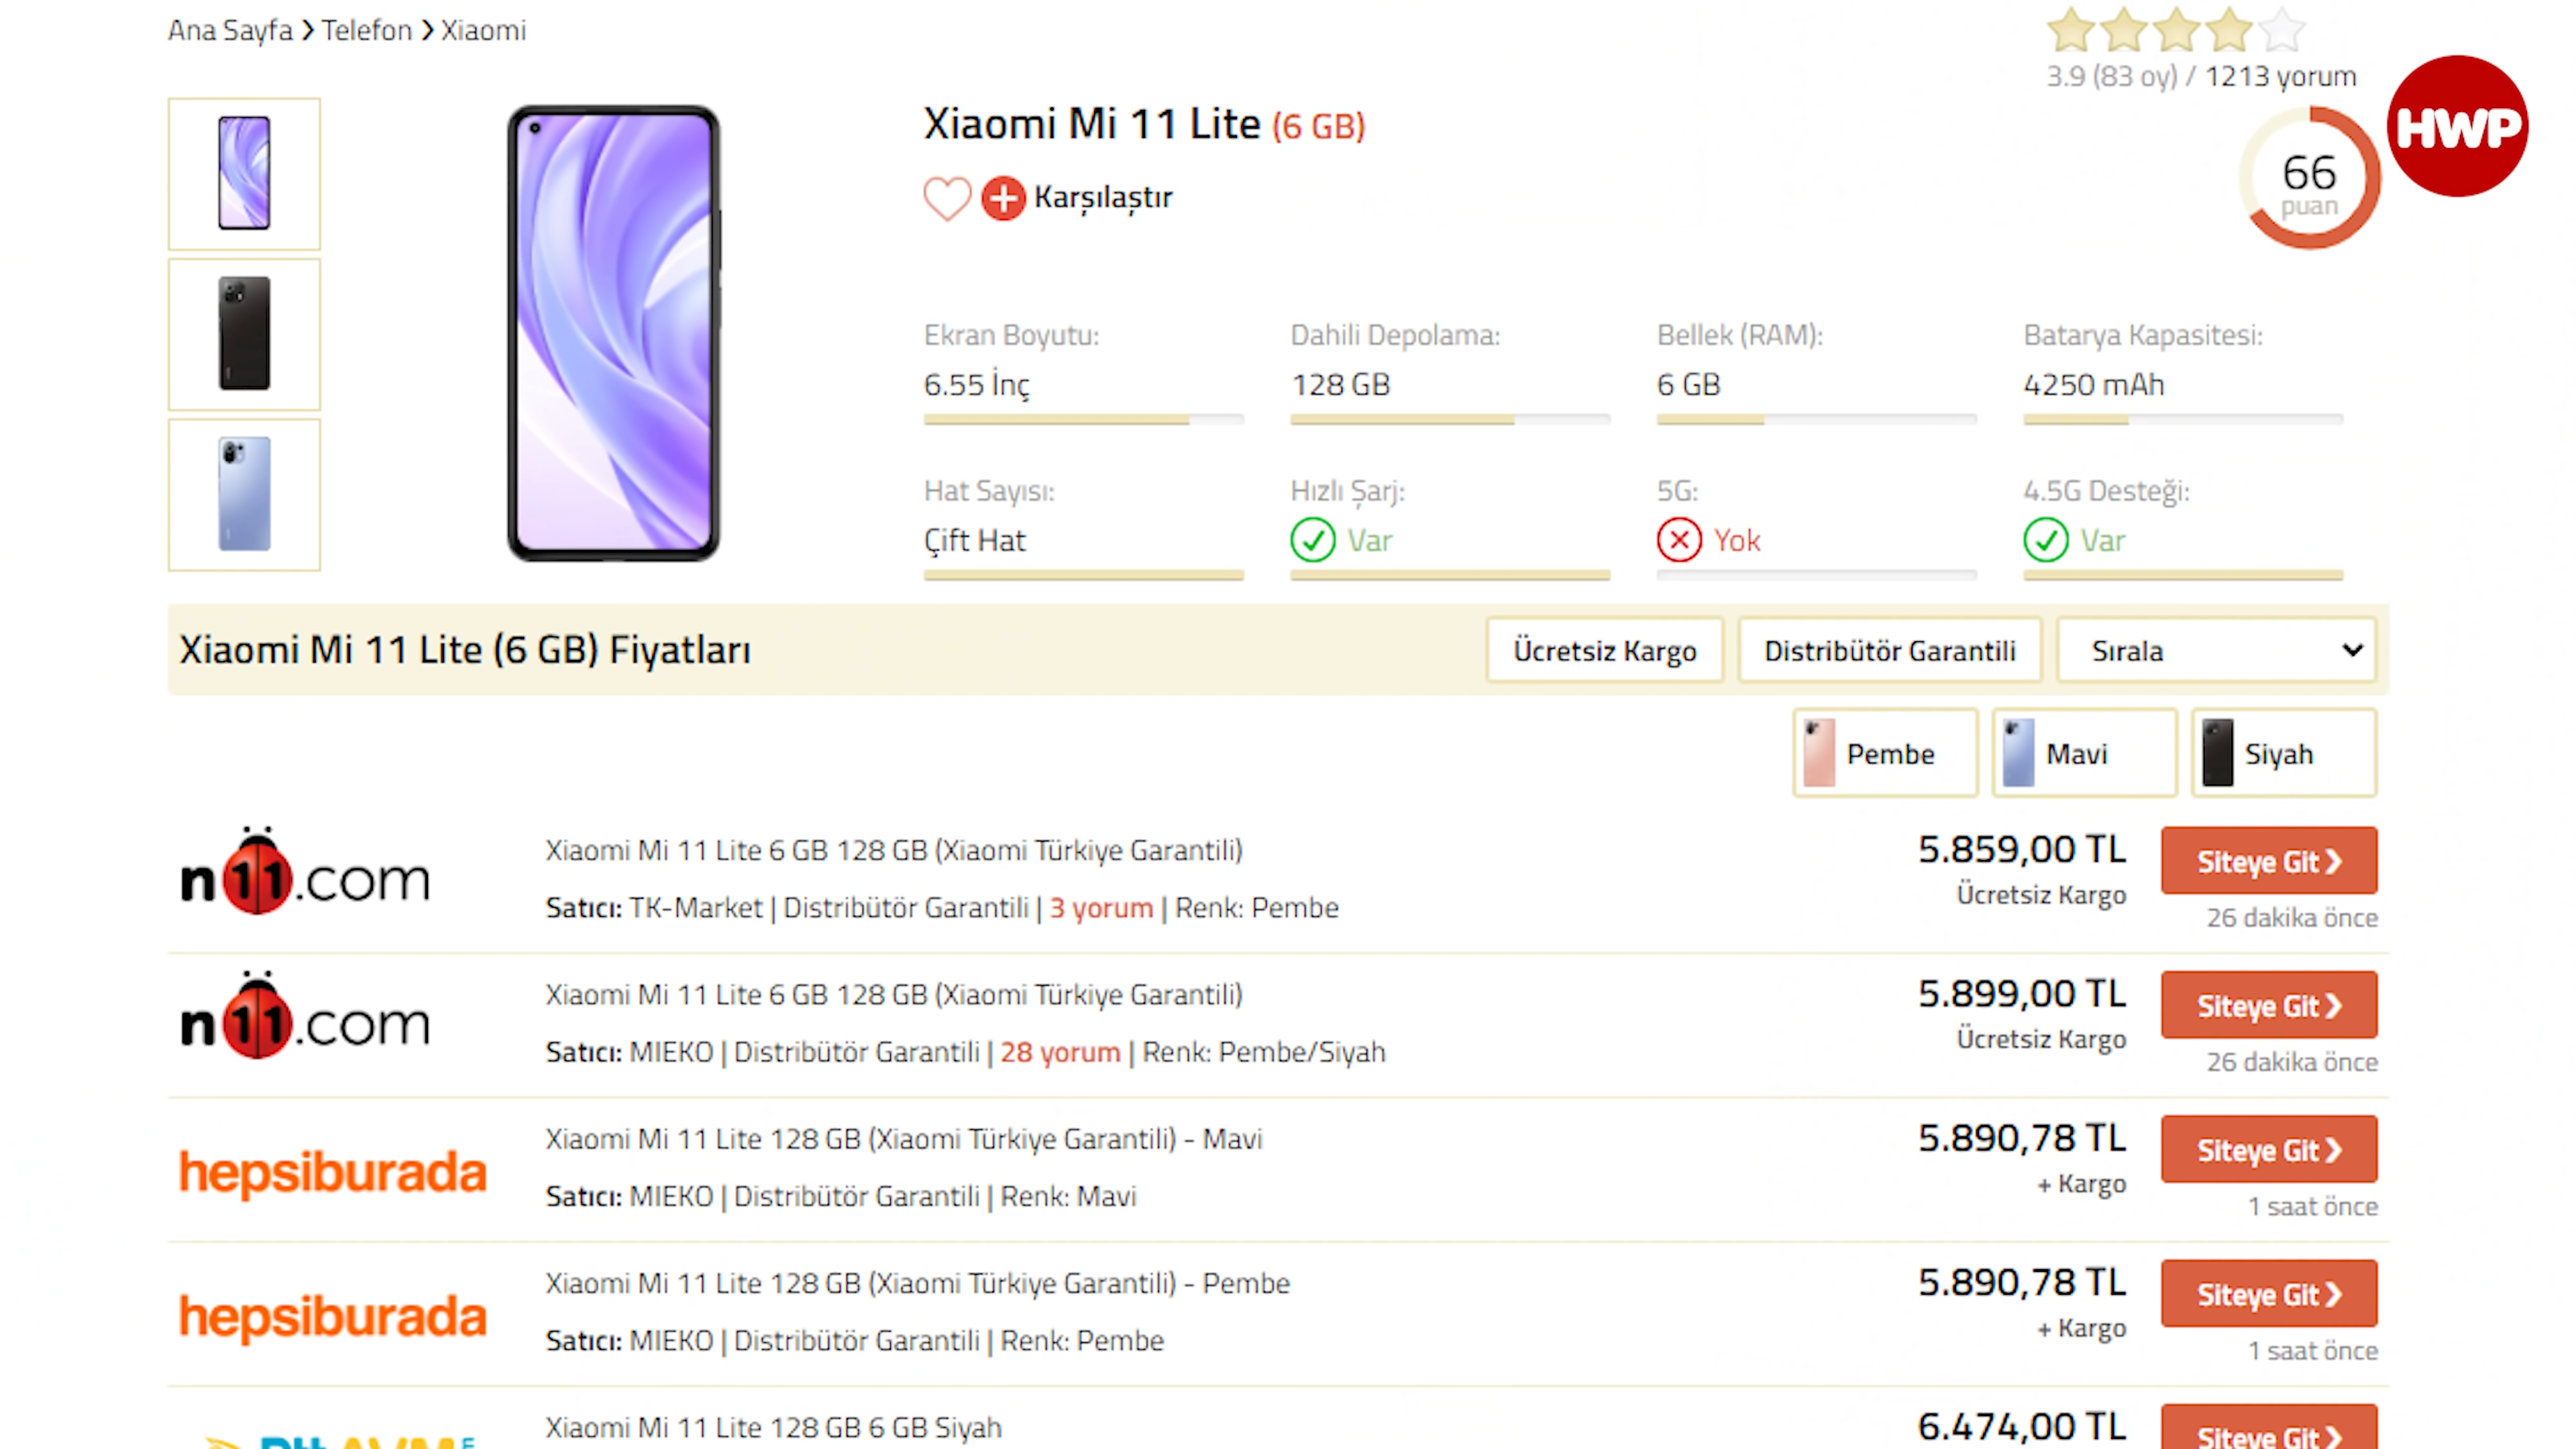 Ana Sayfa ❯ Telefon ❯ Xiaomi
3.9 (83 oy) / 1213 yorum
HWP
66
puan
Xiaomi Mi 11 Lite (6 GB)
Karşılaştır
Ekran Boyutu:
6.55 İnç
Dahili Depolama:
128 GB
Bellek (RAM):
6 GB
Batarya Kapasitesi:
4250 mAh
Hat Sayısı:
Çift Hat
Hızlı Şarj:
Var
5G:
Yok
4.5G Desteği:
Var
Xiaomi Mi 11 Lite (6 GB) Fiyatları
Ücretsiz Kargo
Distribütör Garantili
Sırala
Pembe
Mavi
Siyah
n11.com
Xiaomi Mi 11 Lite 6 GB 128 GB (Xiaomi Türkiye Garantili)
Satıcı: TK-Market | Distribütör Garantili | 3 yorum | Renk: Pembe
5.859,00 TL
Ücretsiz Kargo
Siteye Git ❯
26 dakika önce
n11.com
Xiaomi Mi 11 Lite 6 GB 128 GB (Xiaomi Türkiye Garantili)
Satıcı: MIEKO | Distribütör Garantili | 28 yorum | Renk: Pembe/Siyah
5.899,00 TL
Ücretsiz Kargo
Siteye Git ❯
26 dakika önce
hepsiburada
Xiaomi Mi 11 Lite 128 GB (Xiaomi Türkiye Garantili) - Mavi
Satıcı: MIEKO | Distribütör Garantili | Renk: Mavi
5.890,78 TL
+ Kargo
Siteye Git ❯
1 saat önce
hepsiburada
Xiaomi Mi 11 Lite 128 GB (Xiaomi Türkiye Garantili) - Pembe
Satıcı: MIEKO | Distribütör Garantili | Renk: Pembe
5.890,78 TL
+ Kargo
Siteye Git ❯
1 saat önce
Xiaomi Mi 11 Lite 128 GB 6 GB Siyah
6.474,00 TL
Siteye Git ❯